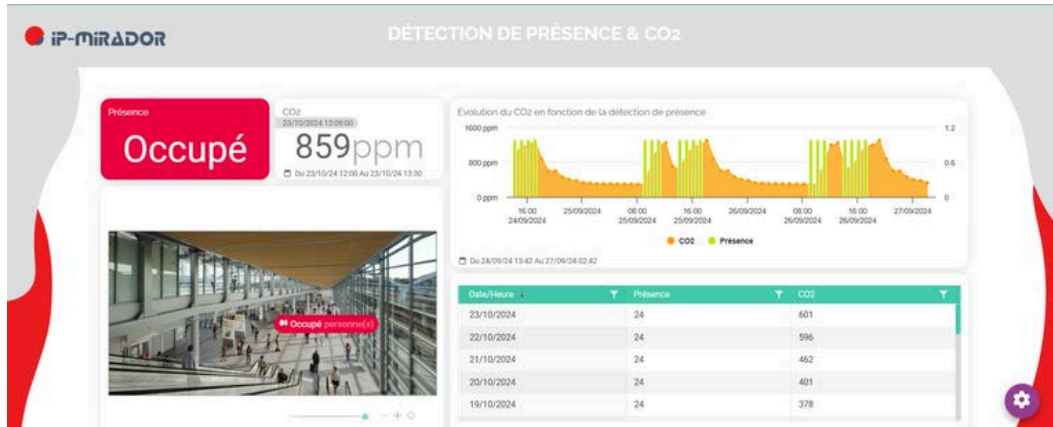 iP-MiRADOR
DÉTECTION DE PRÉSENCE & CO2
Présence
Occupé
CO2
23/10/2024 13:09:00
859ppm
Du 23/10/24 12:00 Au 23/10/24 13:30
Occupé personne(s)
Evolution du CO2 en fonction de la détection de présence
1600 ppm
1.2
800 ppm
0.6
0 ppm
0
16:00 25/09/2024 08:00 16:00 26/09/2024 08:00 16:00 27/09/2024
24/09/2024 25/09/2024 25/09/2024 26/09/2024 26/09/2024
CO2 Présence
Du 24/09/24 13:42 Au 27/09/24 02:42
Date/Heure Présence CO2
23/10/2024 24 601
22/10/2024 24 596
21/10/2024 24 462
20/10/2024 24 401
19/10/2024 24 378